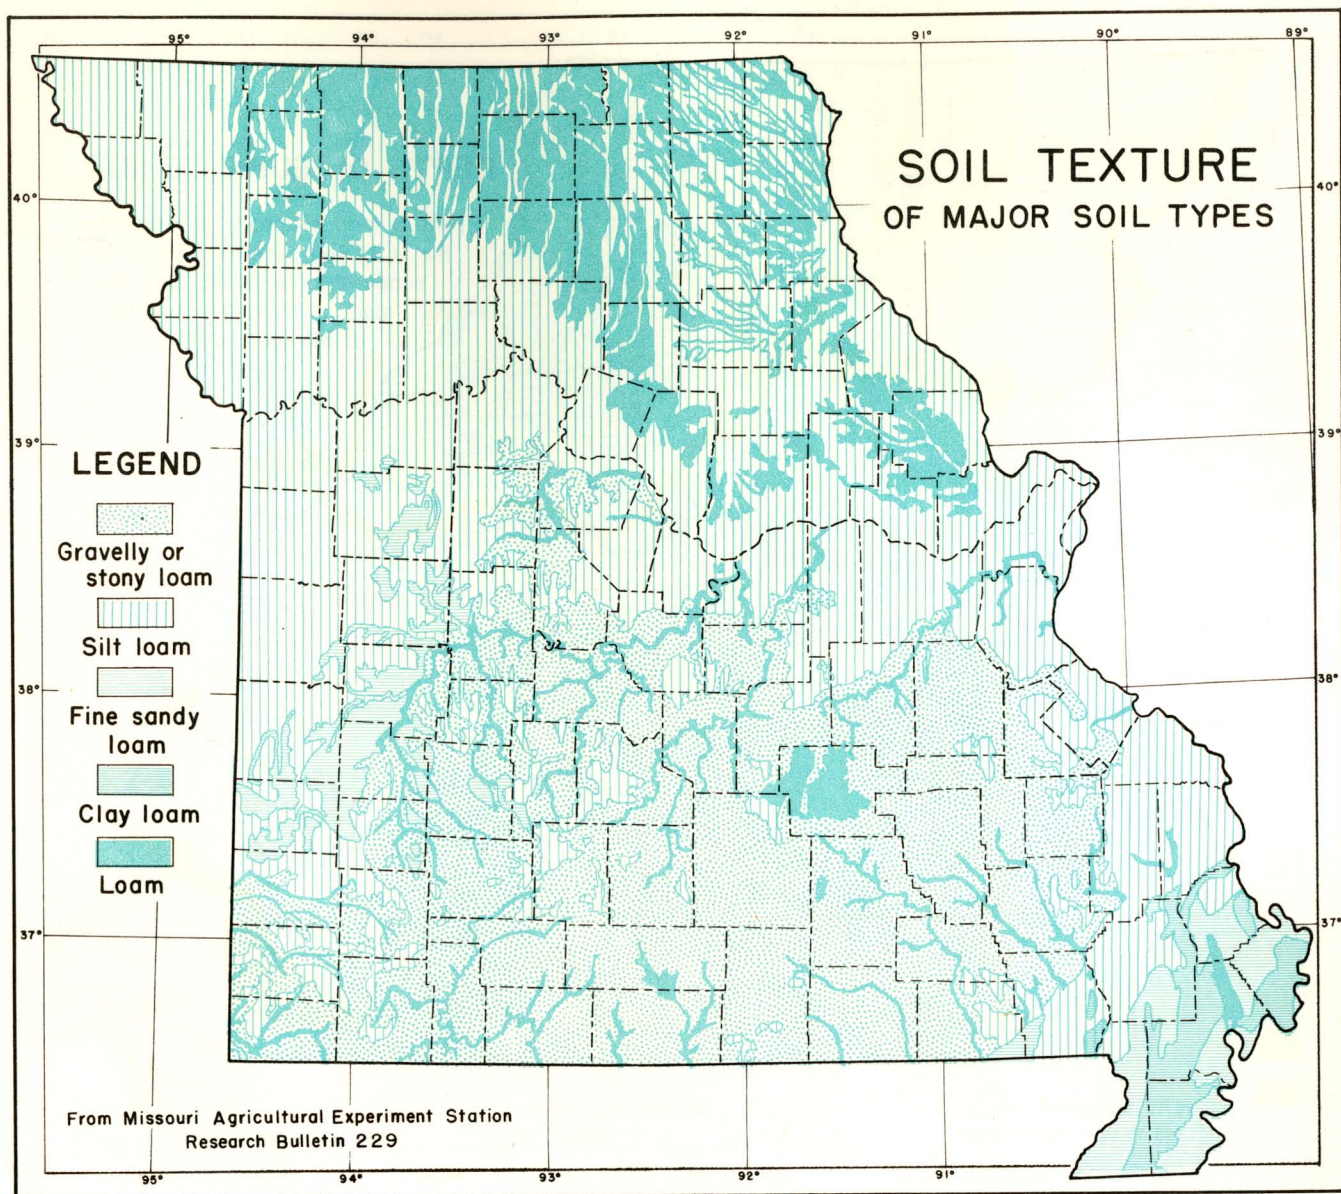 95° 94° 93° 92° 91° 90° 89°
SOIL TEXTURE
OF MAJOR SOIL TYPES
40° 40°
39° 39°
LEGEND
Gravelly or
stony loam
Silt loam
Fine sandy
loam
Clay loam
Loam
38° 38°
37° 37°
From Missouri Agricultural Experiment Station
Research Bulletin 229
95° 94° 93° 92° 91°